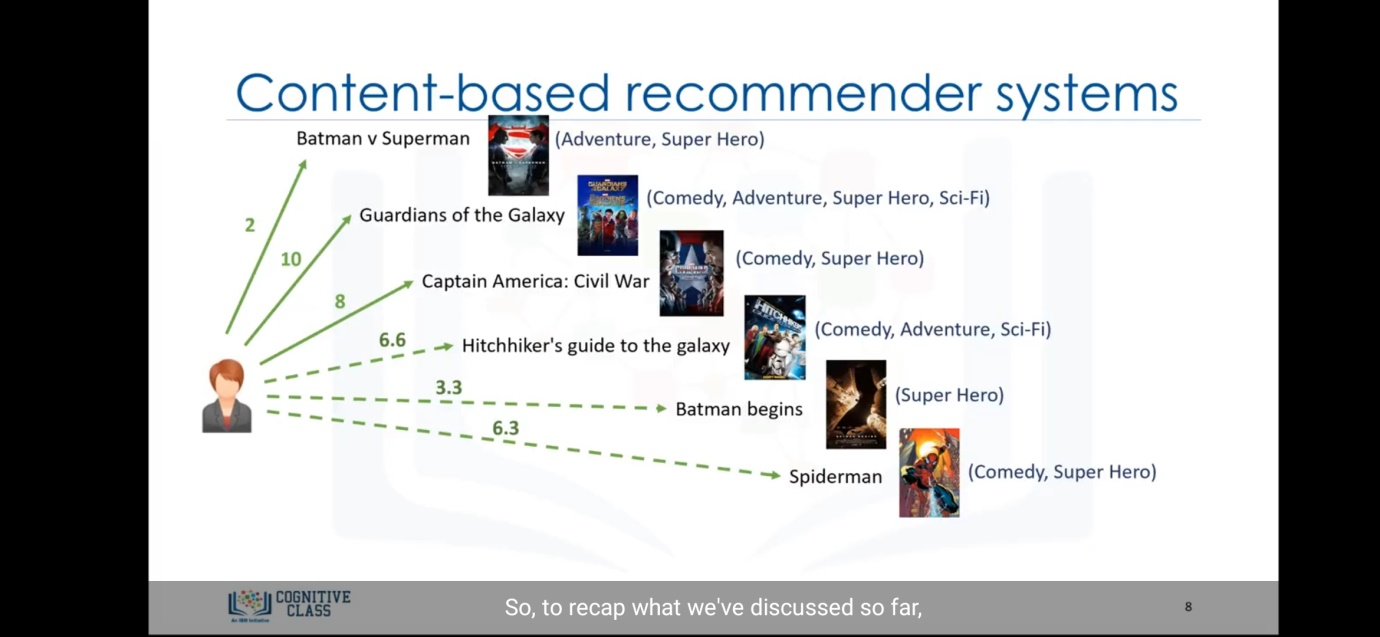 Content-based recommender systems
Batman v Superman (Adventure, Super Hero)
2
Guardians of the Galaxy (Comedy, Adventure, Super Hero, Sci-Fi)
10
Captain America: Civil War (Comedy, Super Hero)
8
6.6 Hitchhiker's guide to the galaxy (Comedy, Adventure, Sci-Fi)
3.3 Batman begins (Super Hero)
6.3 Spiderman (Comedy, Super Hero)
COGNITIVE
CLASS
An IBM Initiative
So, to recap what we've discussed so far,
8